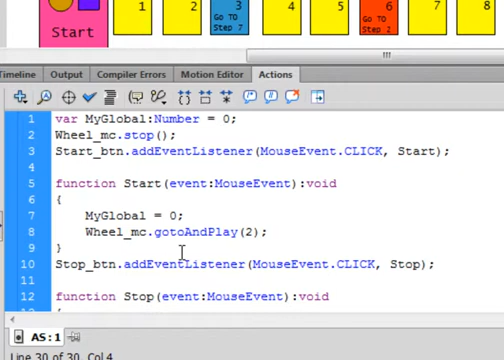 1 2 3 4 5 6 7 8
GO TO
Step 7
GO TO
Step 2
Start
Timeline Output Compiler Errores Motion Editor Actions
1 var MyGlobal:Number = 0;
2 Wheel_mc.stop();
3 Start_btn.addEventListener(MouseEvent.CLICK, Start);
4
5 function Start(event:MouseEvent):void
6 {
7 MyGlobal = 0;
8 Wheel_mc.gotoAndPlay(2);
9 }
10 Stop_btn.addEventListener(MouseEvent.CLICK, Stop);
11
12 function Stop(event:MouseEvent):void
AS:1
Line 30 of 30, Col 4